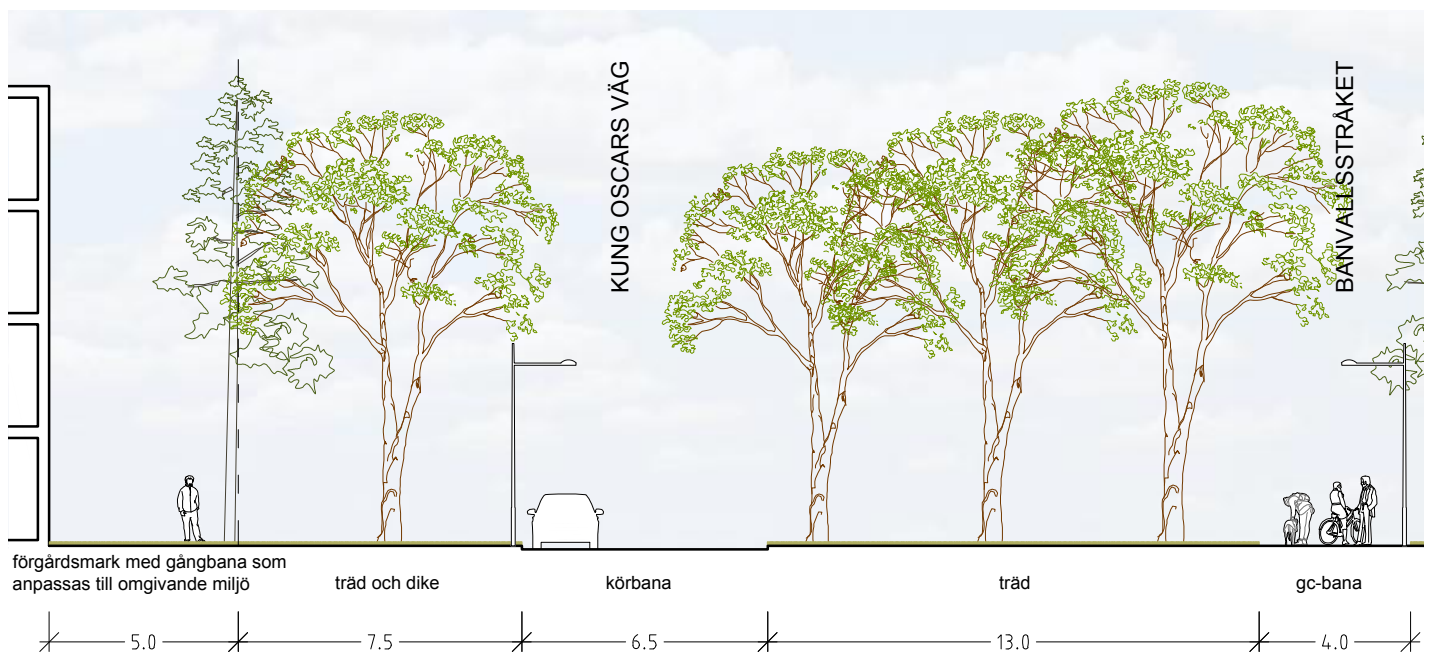 KUNG OSCARS VÄG
BANVALLSSTRÅKET
förgårdsmark med gångbana som
anpassas till omgivande miljö
träd och dike
körbana
träd
gc-bana
5.0
7.5
6.5
13.0
4.0